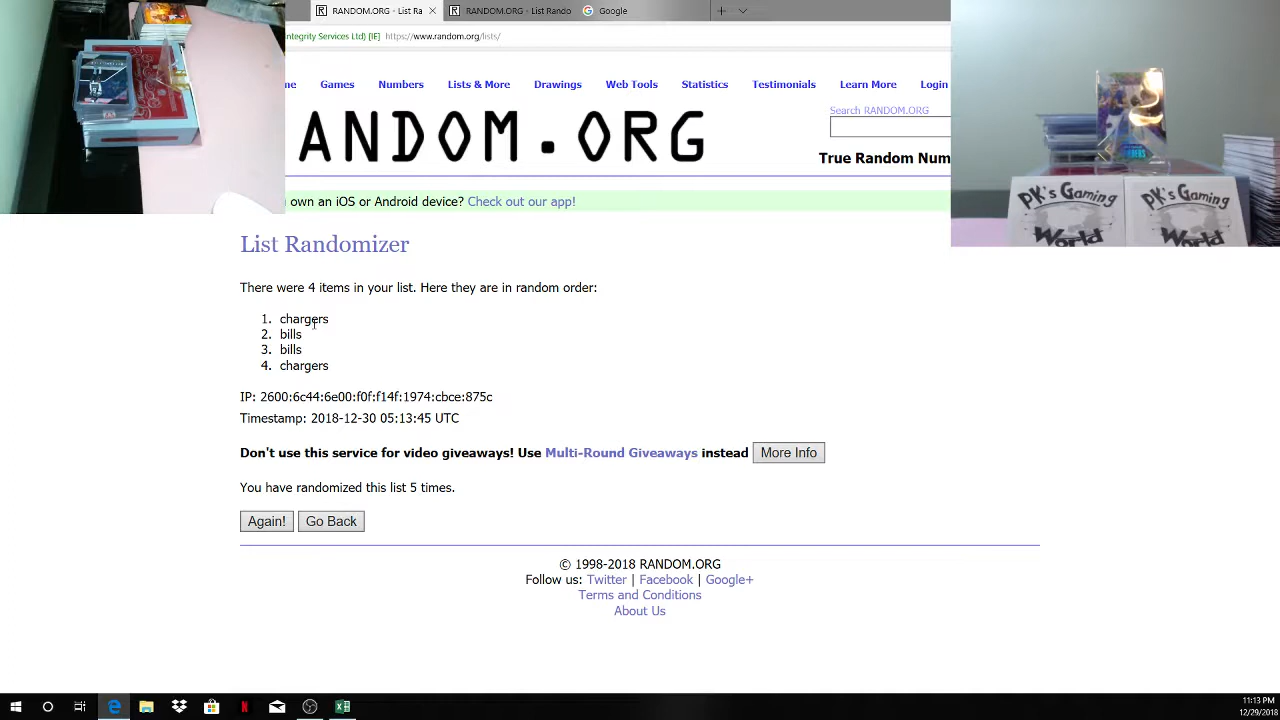 RANDOM.ORG - List Ra
RANDOM.ORG - List Rando
Google
Integrity Services Ltd) [IE] https://www.random.org/lists/
me Games Numbers Lists & More Drawings Web Tools Statistics Testimonials Learn More Login
Search RANDOM.ORG
ANDOM.ORG
True Random Num
own an iOS or Android device? Check out our app!
PK's Gaming World
PK's Gaming World
List Randomizer
There were 4 items in your list. Here they are in random order:
1. chargers
2. bills
3. bills
4. chargers
IP: 2600:6c44:6e00:f0f:f14f:1974:cbce:875c
Timestamp: 2018-12-30 05:13:45 UTC
Don't use this service for video giveaways! Use Multi-Round Giveaways instead More Info
You have randomized this list 5 times.
Again! Go Back
© 1998-2018 RANDOM.ORG
Follow us: Twitter | Facebook | Google+
Terms and Conditions
About Us
11:13 PM
12/29/2018